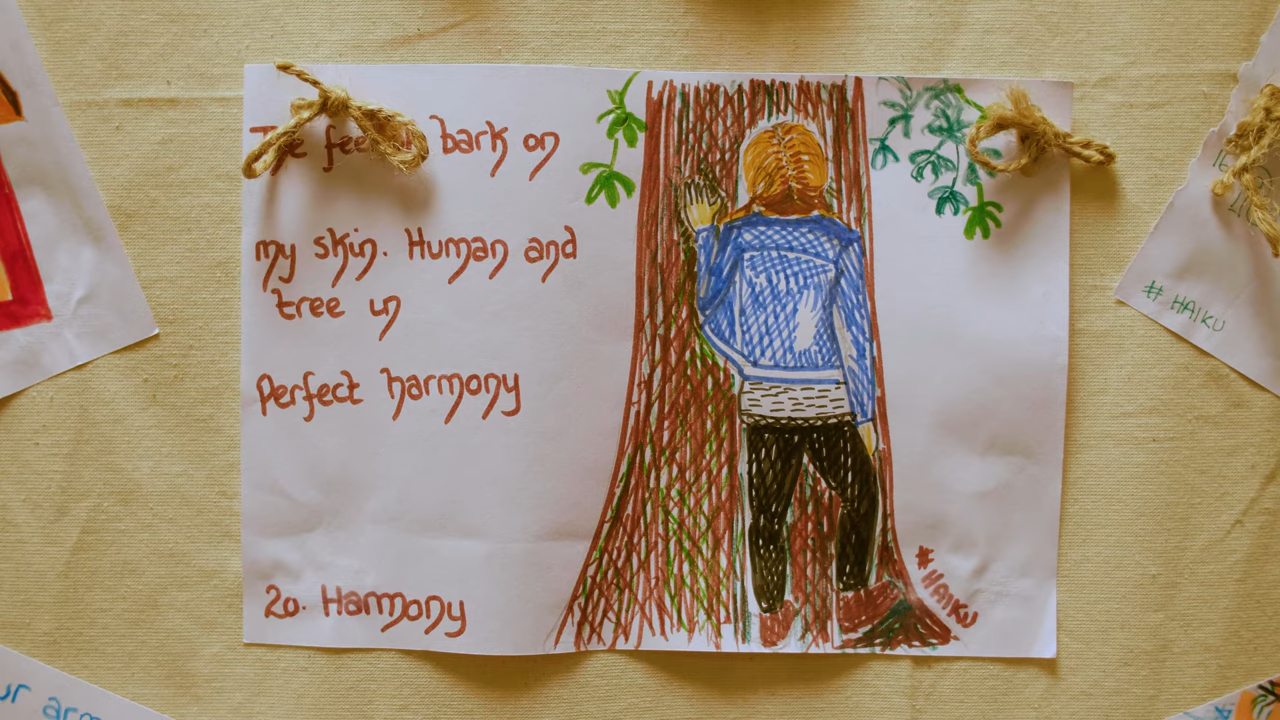 bark on
my skin. Human and
tree in
Perfect harmony
20. Harmony
# HAIKU
# HAIKU